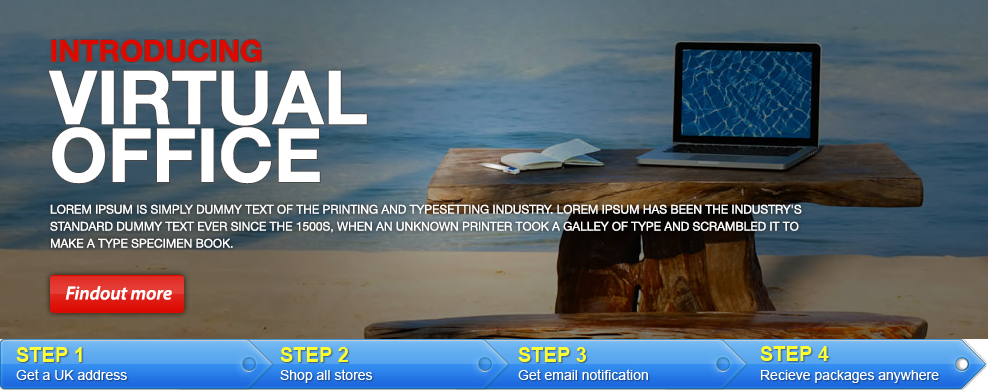 INTRODUCING
VIRTUAL
OFFICE
LOREM IPSUM IS SIMPLY DUMMY TEXT OF THE PRINTING AND TYPESETTING INDUSTRY. LOREM IPSUM HAS BEEN THE INDUSTRY'S
STANDARD DUMMY TEXT EVER SINCE THE 1500S, WHEN AN UNKNOWN PRINTER TOOK A GALLEY OF TYPE AND SCRAMBLED IT TO
MAKE A TYPE SPECIMEN BOOK.
Findout more
STEP 1
Get a UK address
STEP 2
Shop all stores
STEP 3
Get email notification
STEP 4
Recieve packages anywhere